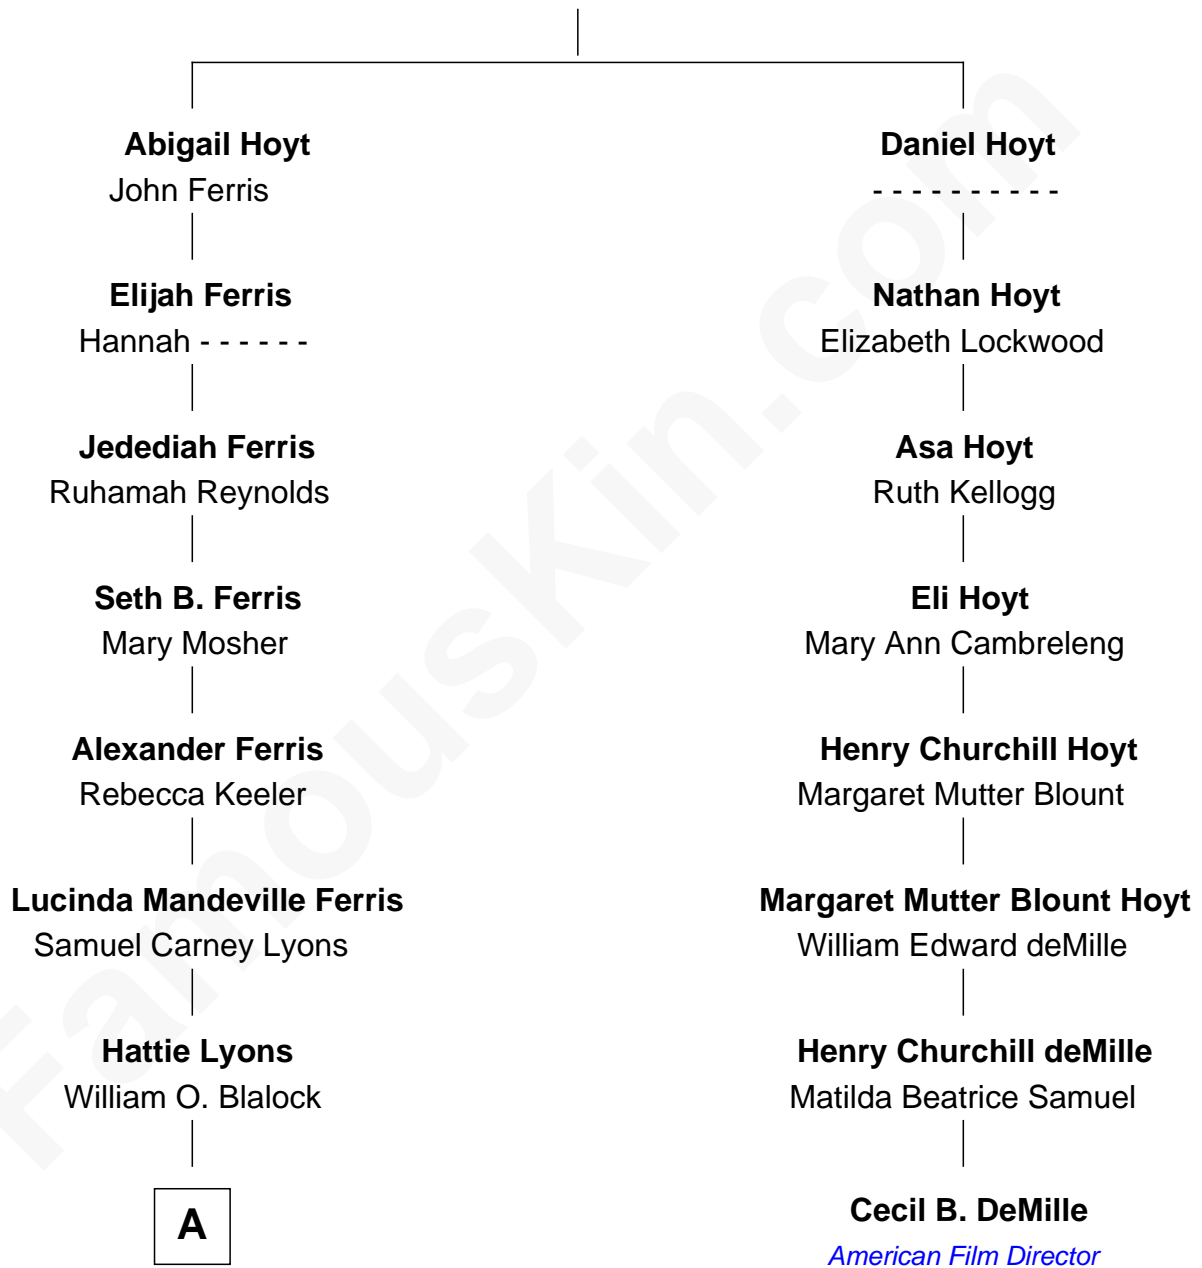 Abigail Hoyt
John Ferris
Elijah Ferris
Hannah - - - - - -
Jedediah Ferris
Ruhamah Reynolds
Seth B. Ferris
Mary Mosher
Alexander Ferris
Rebecca Keeler
Lucinda Mandeville Ferris
Samuel Carney Lyons
Hattie Lyons
William O. Blalock
A
Daniel Hoyt
- - - - - - - - - -
Nathan Hoyt
Elizabeth Lockwood
Asa Hoyt
Ruth Kellogg
Eli Hoyt
Mary Ann Cambreleng
Henry Churchill Hoyt
Margaret Mutter Blount
Margaret Mutter Blount Hoyt
William Edward deMille
Henry Churchill deMille
Matilda Beatrice Samuel
Cecil B. DeMille
American Film Director
FamousKin.com